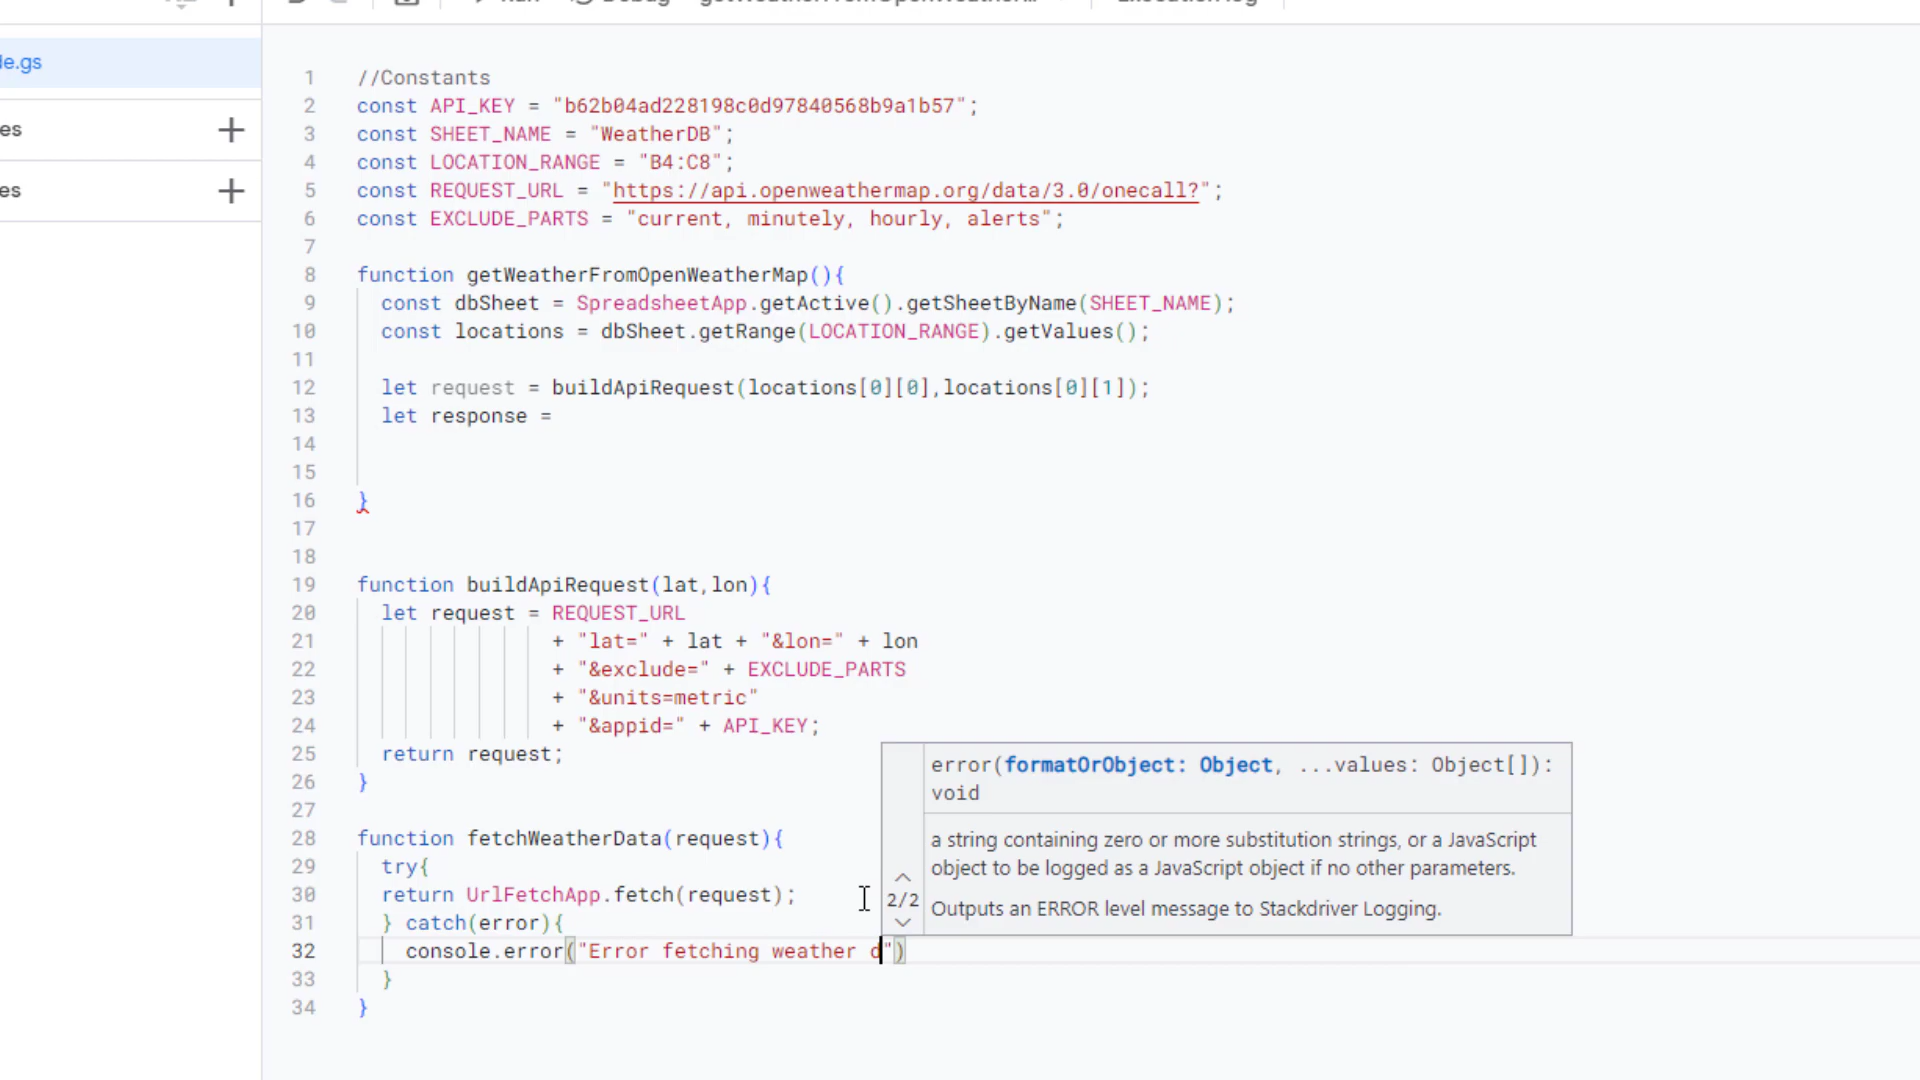 Execution log
de.gs
es
es
1 //Constants
2 const API_KEY = "b62b04ad228198c0d97840568b9a1b57";
3 const SHEET_NAME = "WeatherDB";
4 const LOCATION_RANGE = "B4:C8";
5 const REQUEST_URL = "https://api.openweathermap.org/data/3.0/onecall?";
6 const EXCLUDE_PARTS = "current, minutely, hourly, alerts";
7
8 function getWeatherFromOpenWeatherMap(){
9 const dbSheet = SpreadsheetApp.getActive().getSheetByName(SHEET_NAME);
10 const locations = dbSheet.getRange(LOCATION_RANGE).getValues();
11
12 let request = buildApiRequest(locations[0][0],locations[0][1]);
13 let response =
14
15
16 }
17
18
19 function buildApiRequest(lat,lon){
20 let request = REQUEST_URL
21 + "lat=" + lat + "&lon=" + lon
22 + "&exclude=" + EXCLUDE_PARTS
23 + "&units=metric"
24 + "&appid=" + API_KEY;
25 return request;
26 }
27
28 function fetchWeatherData(request){
29 try{
30 return UrlFetchApp.fetch(request);
31 } catch(error){
32 console.error("Error fetching weather d")
33 }
34 }
error(formatOrObject: Object, ...values: Object[]):
void
a string containing zero or more substitution strings, or a JavaScript
object to be logged as a JavaScript object if no other parameters.
2/2
Outputs an ERROR level message to Stackdriver Logging.